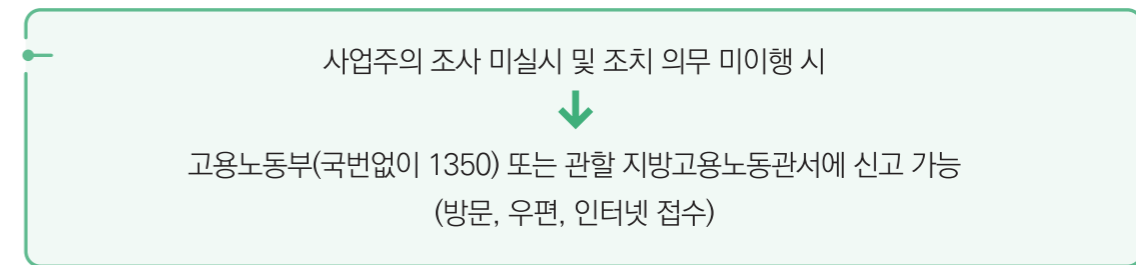 사업주의 조사 미실시 및 조치 의무 미이행 시
고용노동부(국번없이 1350) 또는 관할 지방고용노동관서에 신고 가능
(방문, 우편, 인터넷 접수)